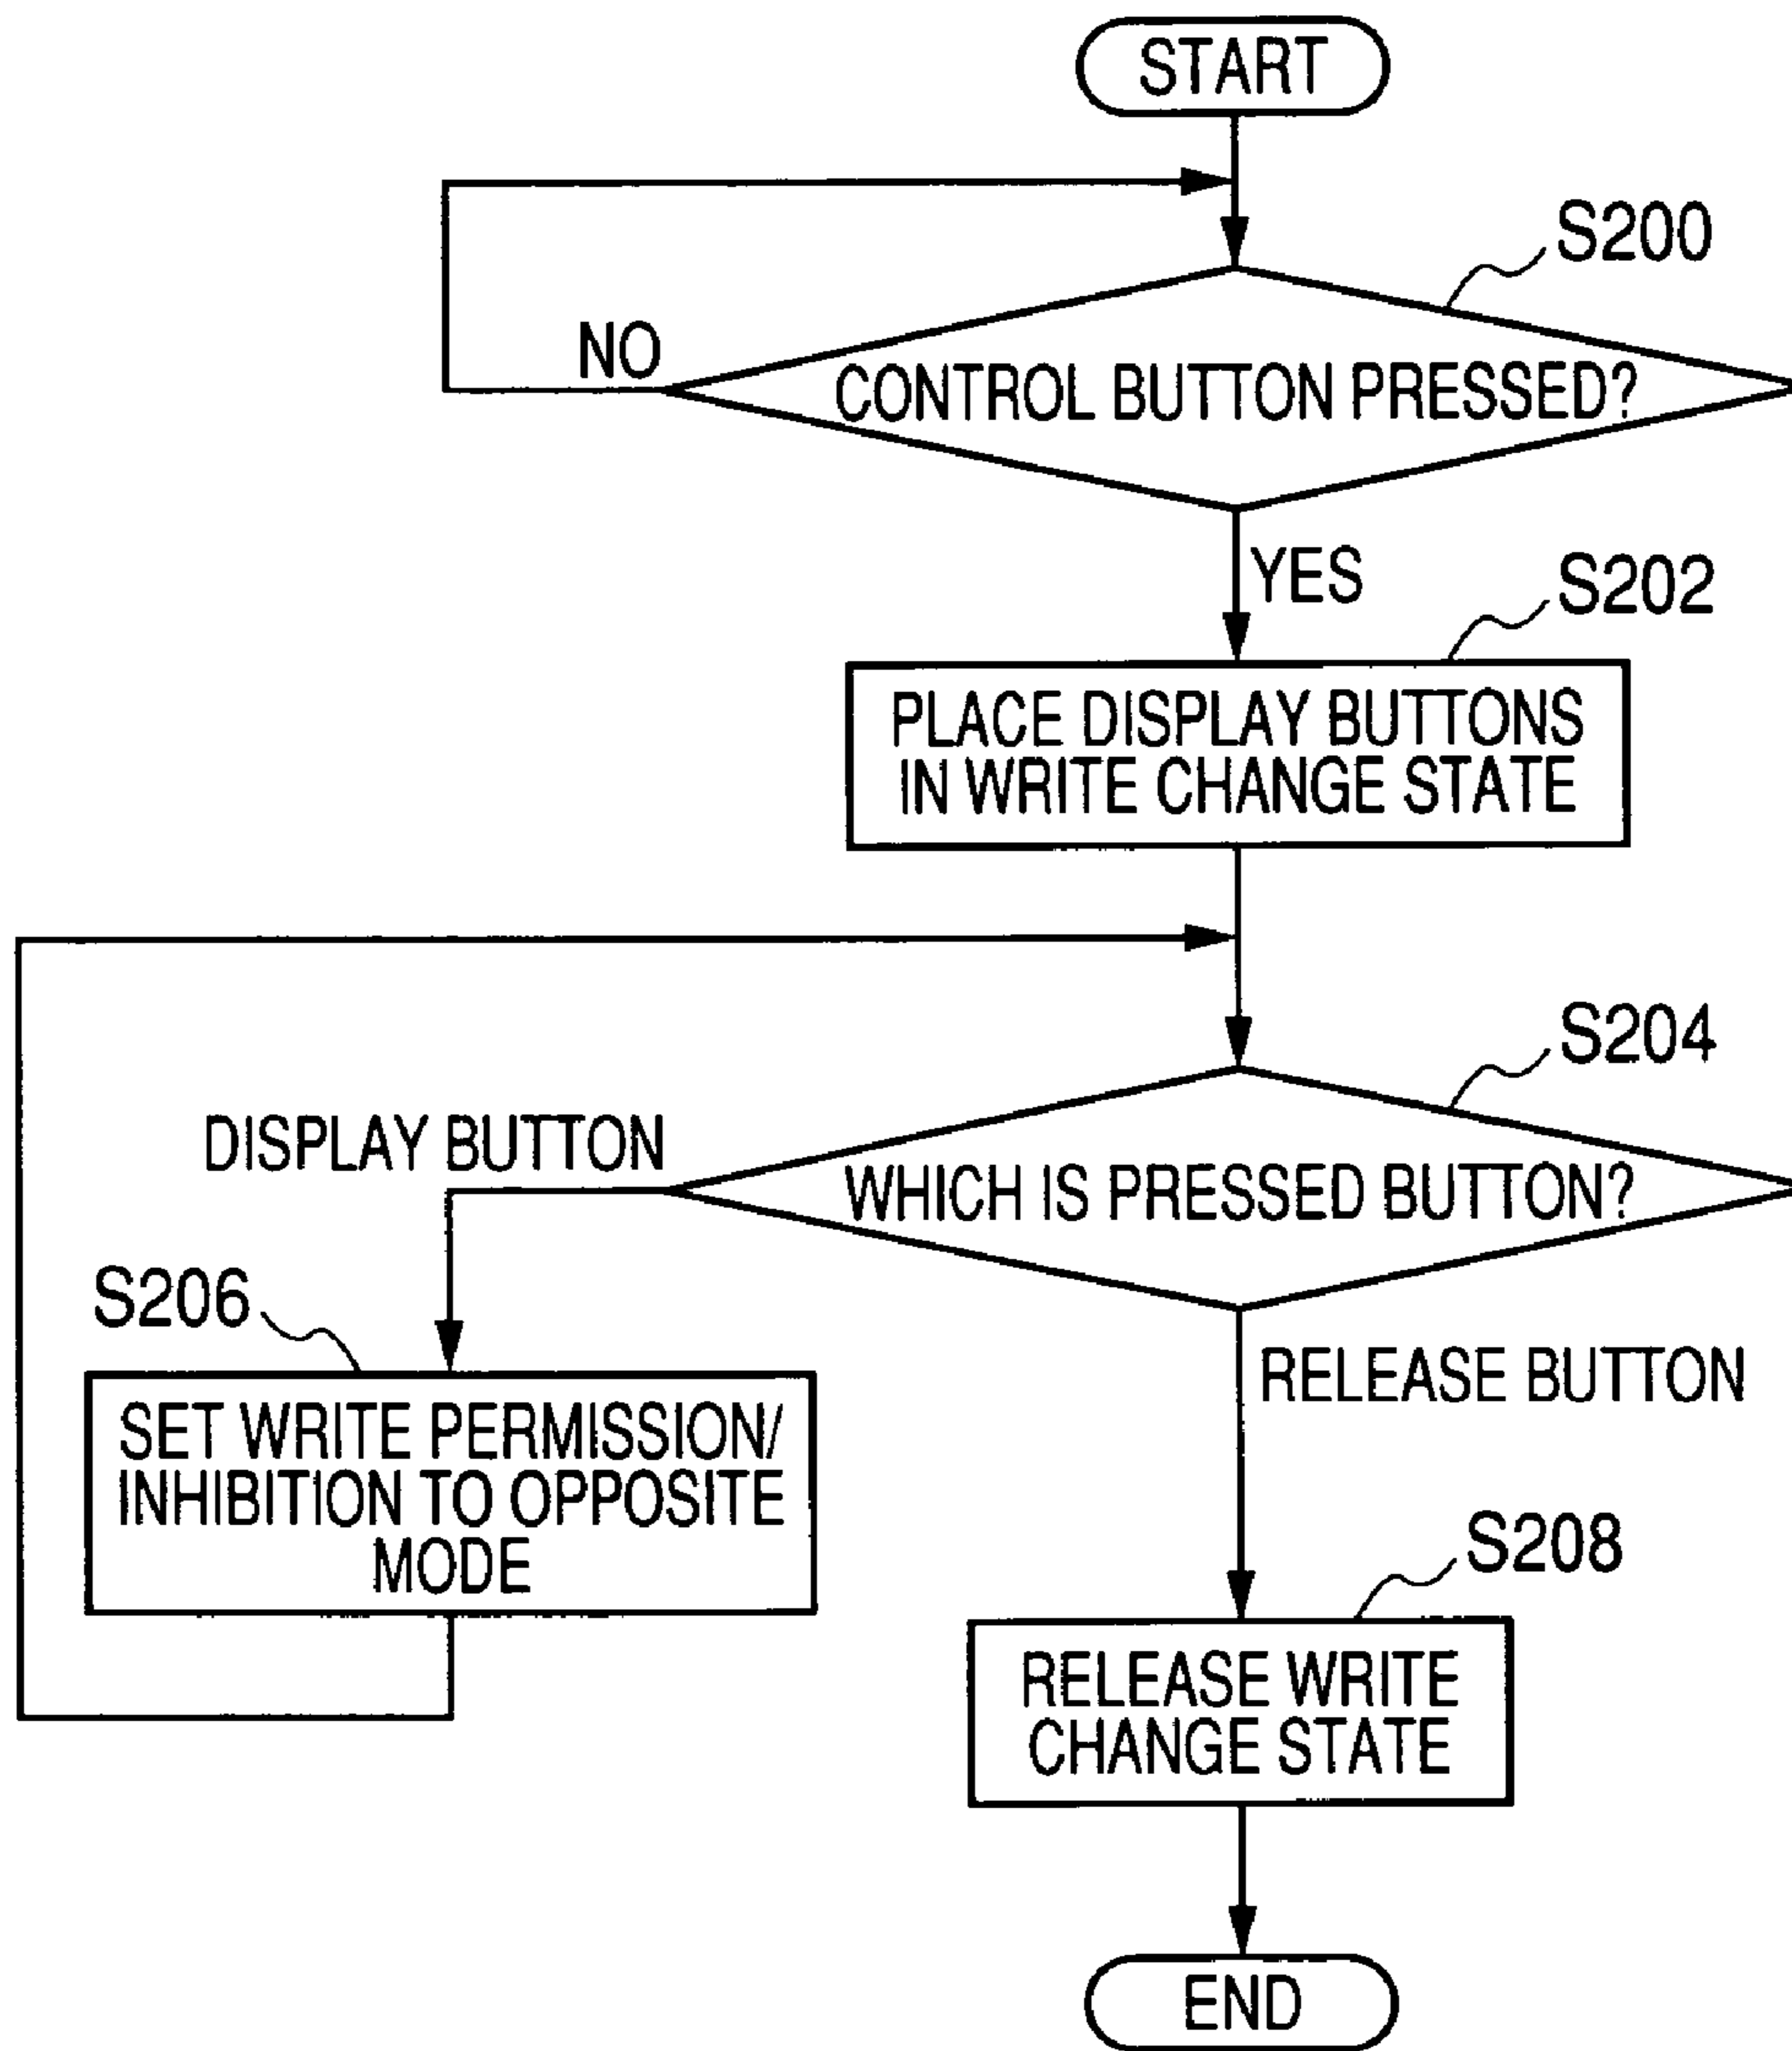 START
S200
NO
CONTROL BUTTON PRESSED?
YES
S202
PLACE DISPLAY BUTTONS
IN WRITE CHANGE STATE
S204
DISPLAY BUTTON
WHICH IS PRESSED BUTTON?
S206
RELEASE BUTTON
SET WRITE PERMISSION/
INHIBITION TO OPPOSITE
MODE
S208
RELEASE WRITE
CHANGE STATE
END